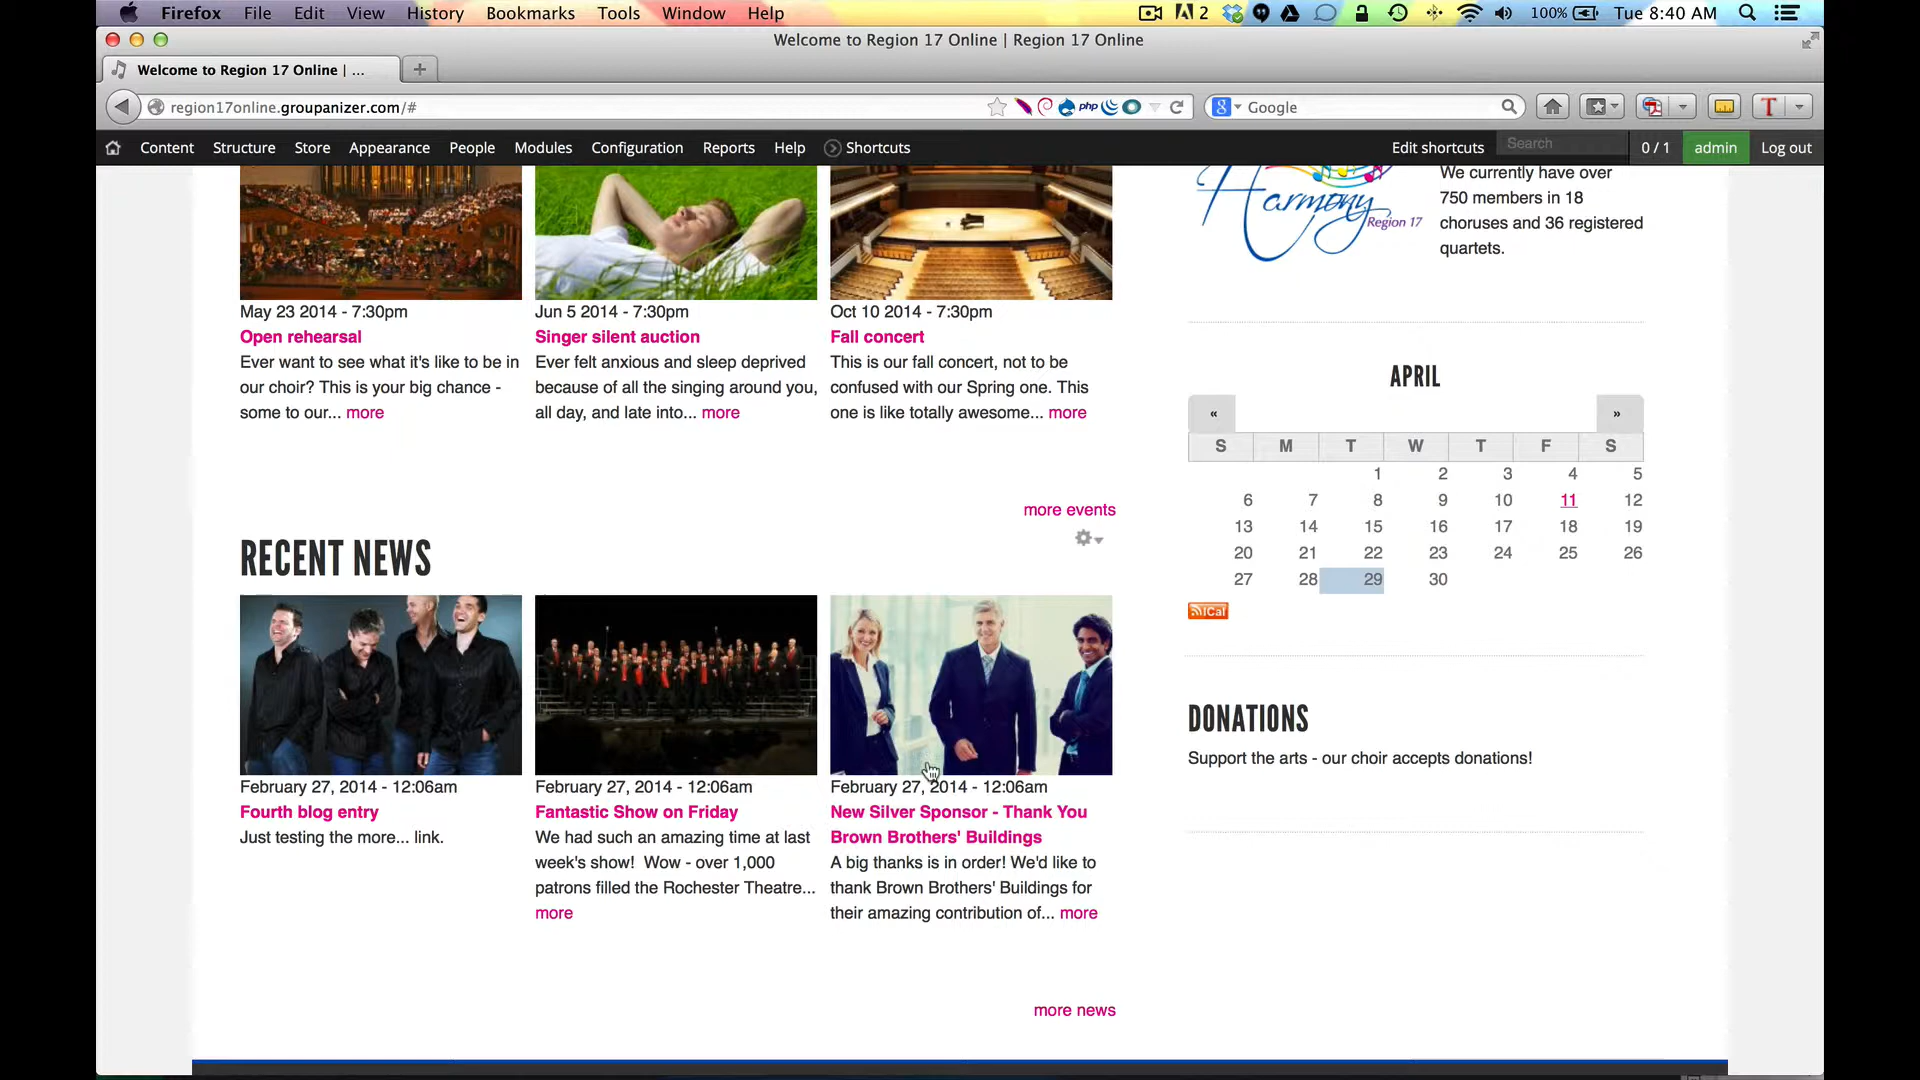 Firefox File Edit View History Bookmarks Tools Window Help 2 100% Tue 8:40 AM
Welcome to Region 17 Online | Region 17 Online
Welcome to Region 17 Online | ... +
region17online.groupanizer.com/# php Google T
Content Structure Store Appearance People Modules Configuration Reports Help Shortcuts Edit shortcuts Search 0 / 1 admin Log out
May 23 2014 - 7:30pm
Open rehearsal
Ever want to see what it's like to be in
our choir? This is your big chance -
some to our... more
Jun 5 2014 - 7:30pm
Singer silent auction
Ever felt anxious and sleep deprived
because of all the singing around you,
all day, and late into... more
Oct 10 2014 - 7:30pm
Fall concert
This is our fall concert, not to be
confused with our Spring one. This
one is like totally awesome... more
more events
RECENT NEWS
February 27, 2014 - 12:06am
Fourth blog entry
Just testing the more... link.
February 27, 2014 - 12:06am
Fantastic Show on Friday
We had such an amazing time at last
week's show! Wow - over 1,000
patrons filled the Rochester Theatre...
more
February 27, 2014 - 12:06am
New Silver Sponsor - Thank You
Brown Brothers' Buildings
A big thanks is in order! We'd like to
thank Brown Brothers' Buildings for
their amazing contribution of... more
more news
Harmony
Region 17
We currently have over
750 members in 18
choruses and 36 registered
quartets.
APRIL
« »
S M T W T F S
1 2 3 4 5
6 7 8 9 10 11 12
13 14 15 16 17 18 19
20 21 22 23 24 25 26
27 28 29 30
iCal
DONATIONS
Support the arts - our choir accepts donations!